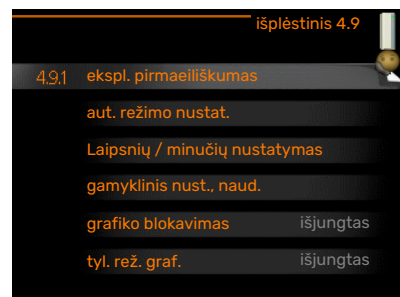 išplėstinis 4.9
4.9.1 ekspl. pirmaeiliškumas
aut. režimo nustat.
Laipsnių / minučių nustatymas
gamyklinis nust., naud.
grafiko blokavimas išjungtas
tyl. rež. graf. išjungtas